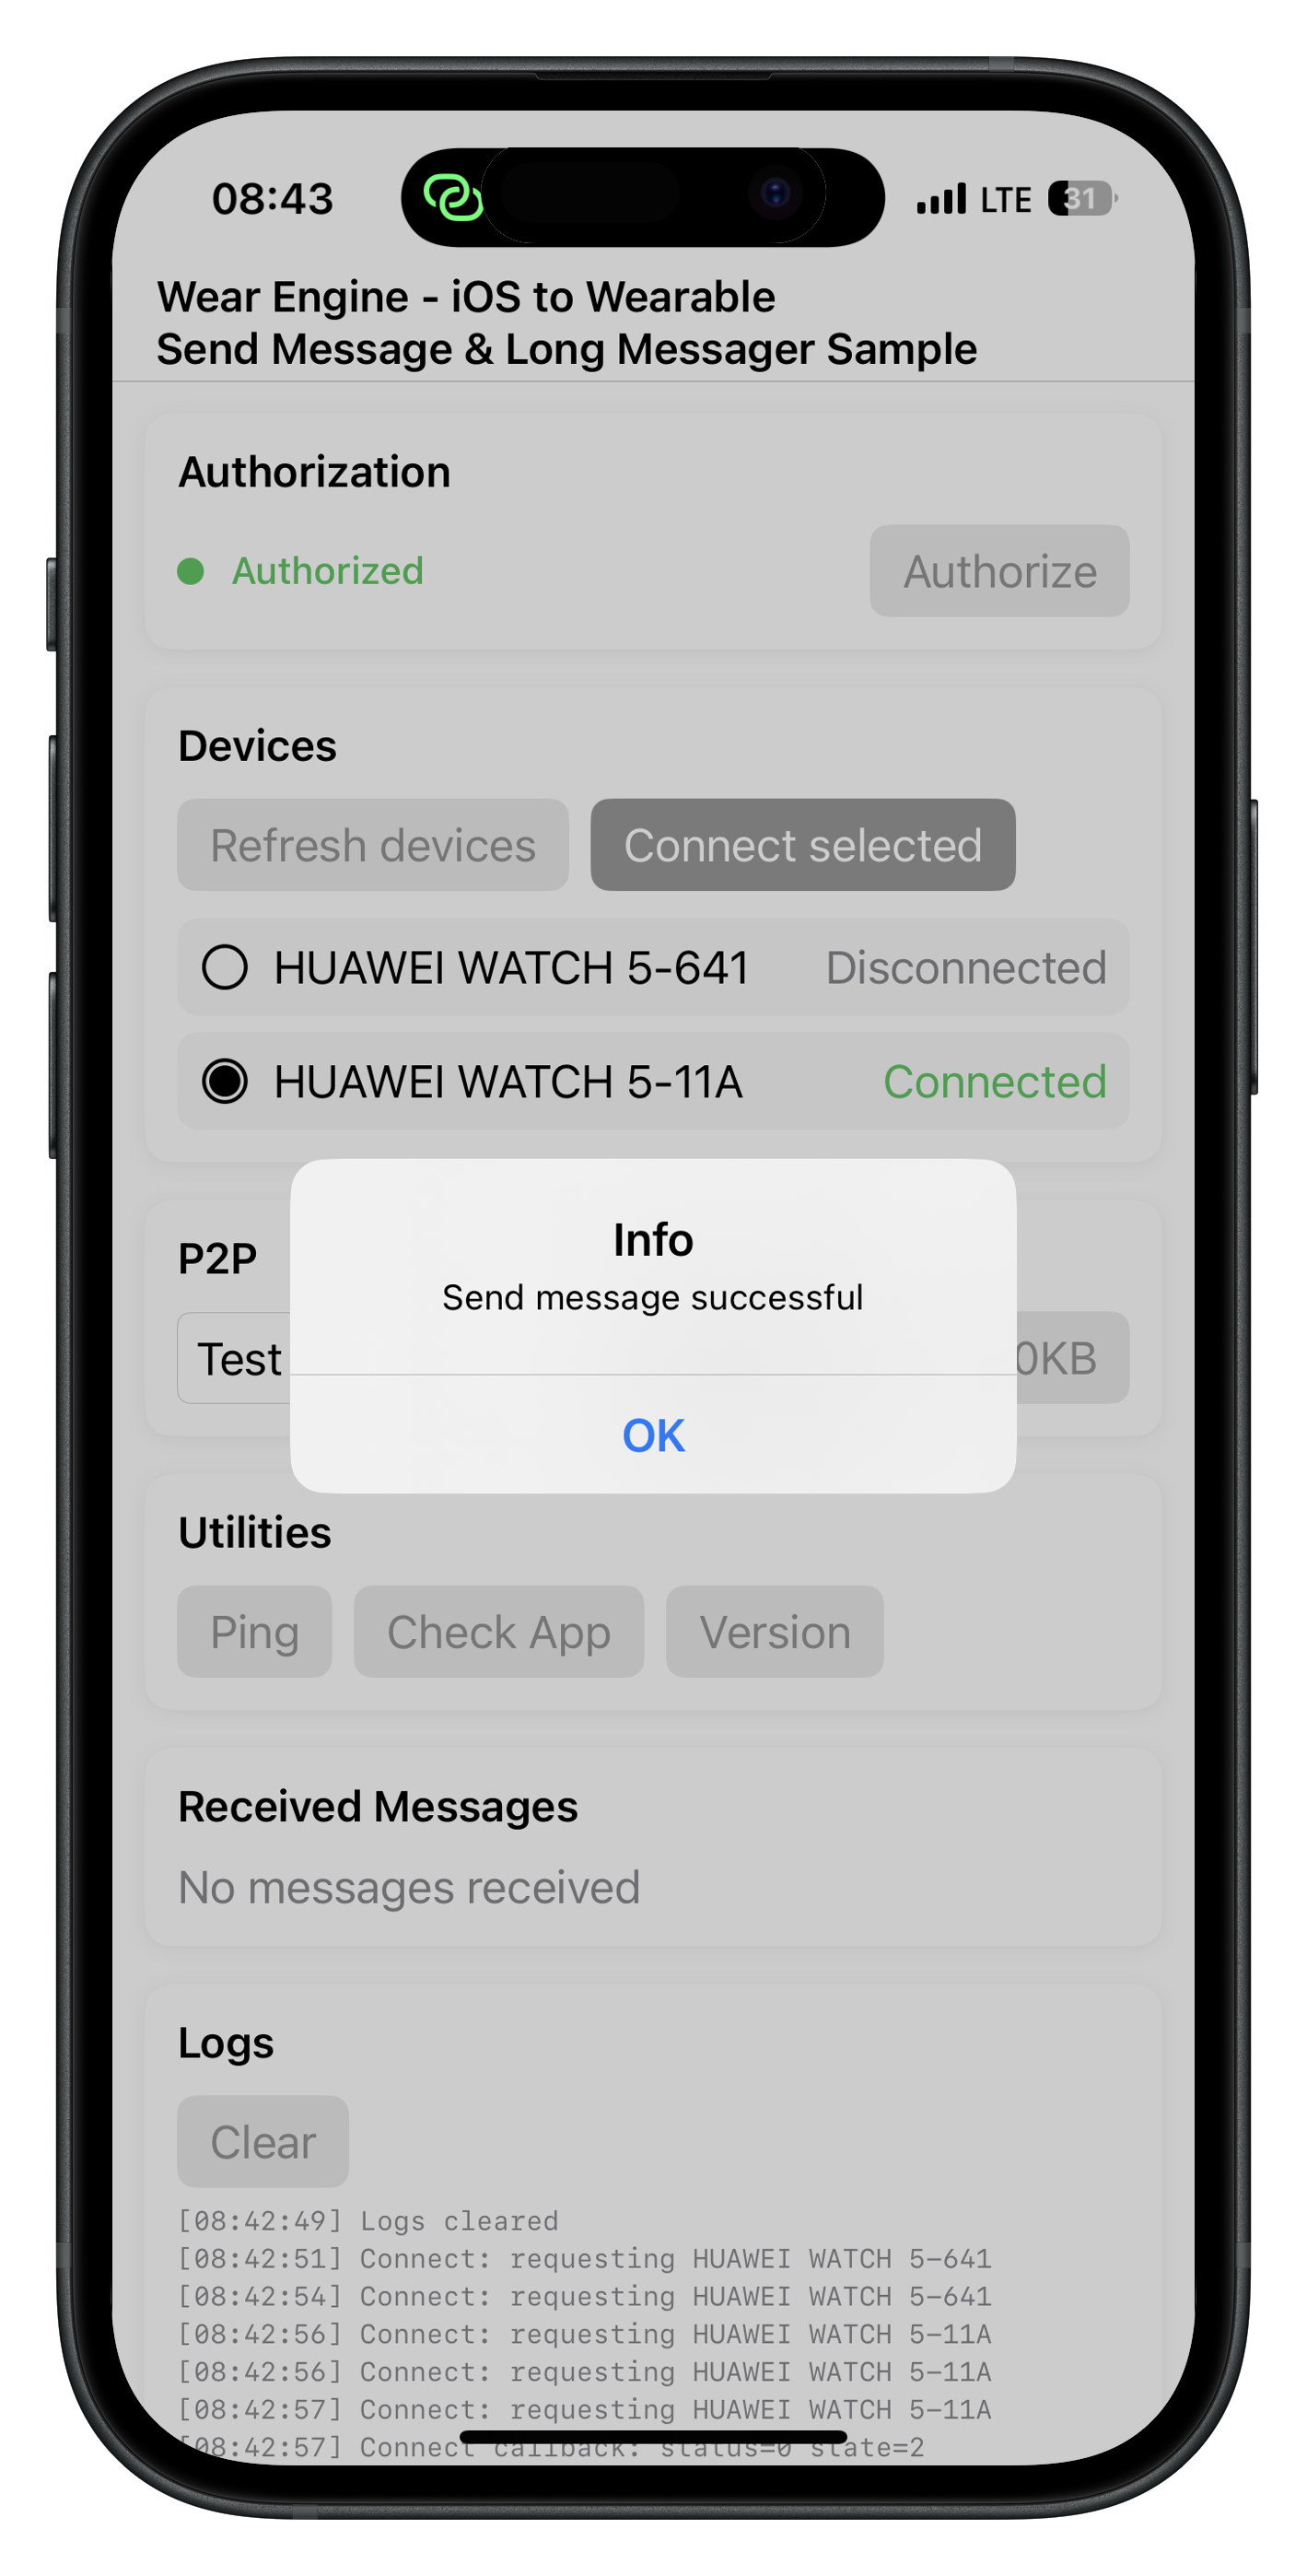 08:43
LTE 31
Wear Engine - iOS to Wearable
Send Message & Long Messager Sample
Authorization
Authorized
Authorize
Devices
Refresh devices
Connect selected
HUAWEI WATCH 5-641
Disconnected
HUAWEI WATCH 5-11A
Connected
P2P
Info
Send message successful
Test
0KB
OK
Utilities
Ping
Check App
Version
Received Messages
No messages received
Logs
Clear
[08:42:49] Logs cleared
[08:42:51] Connect: requesting HUAWEI WATCH 5-641
[08:42:54] Connect: requesting HUAWEI WATCH 5-641
[08:42:56] Connect: requesting HUAWEI WATCH 5-11A
[08:42:56] Connect: requesting HUAWEI WATCH 5-11A
[08:42:57] Connect: requesting HUAWEI WATCH 5-11A
[08:42:57] Connect callback: status=0 state=2